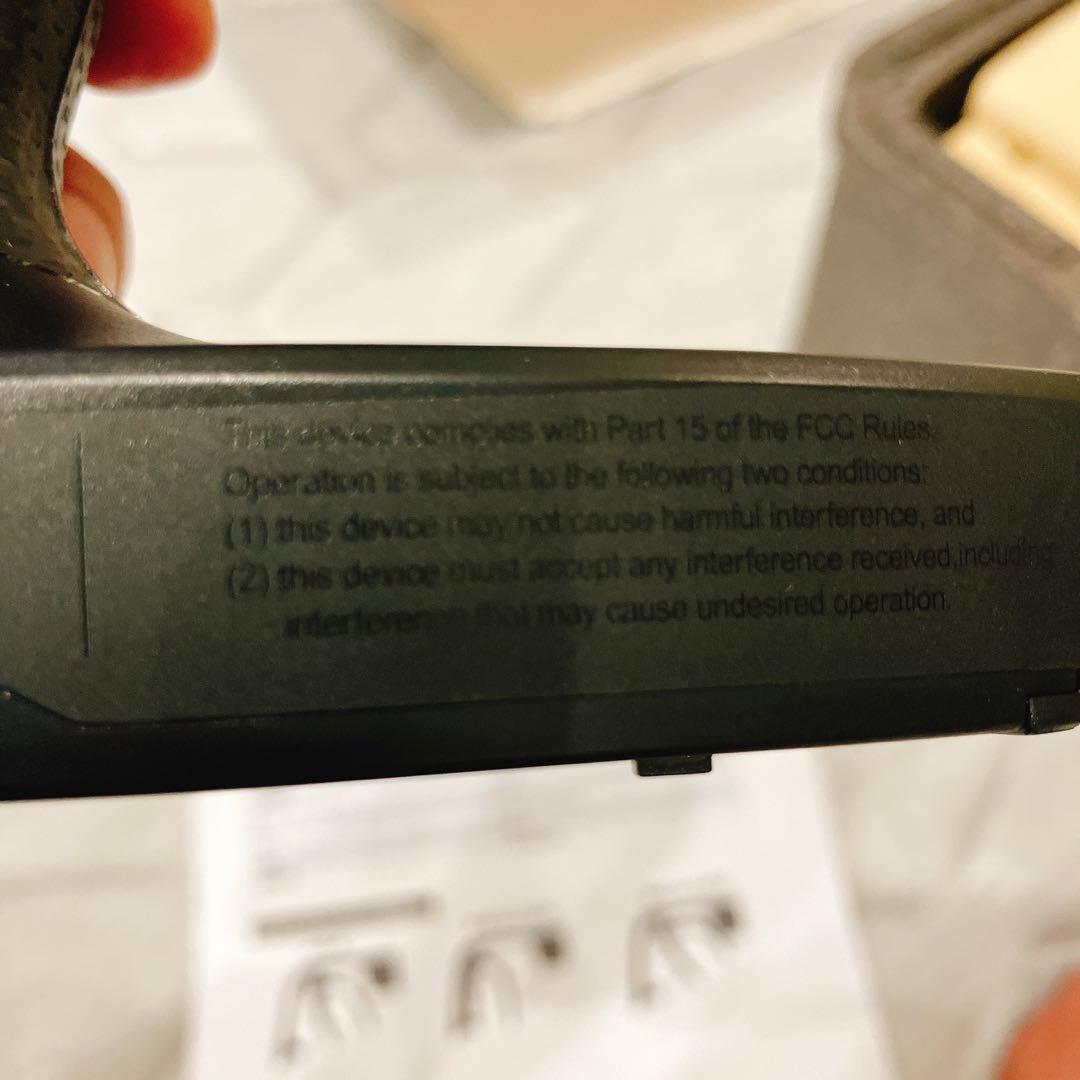 This device complies with Part 15 of the FCC Rules.
Operation is subject to the following two conditions:
(1) this device may not cause harmful interference, and
(2) this device must accept any interference received,including
interference that may cause undesired operation.